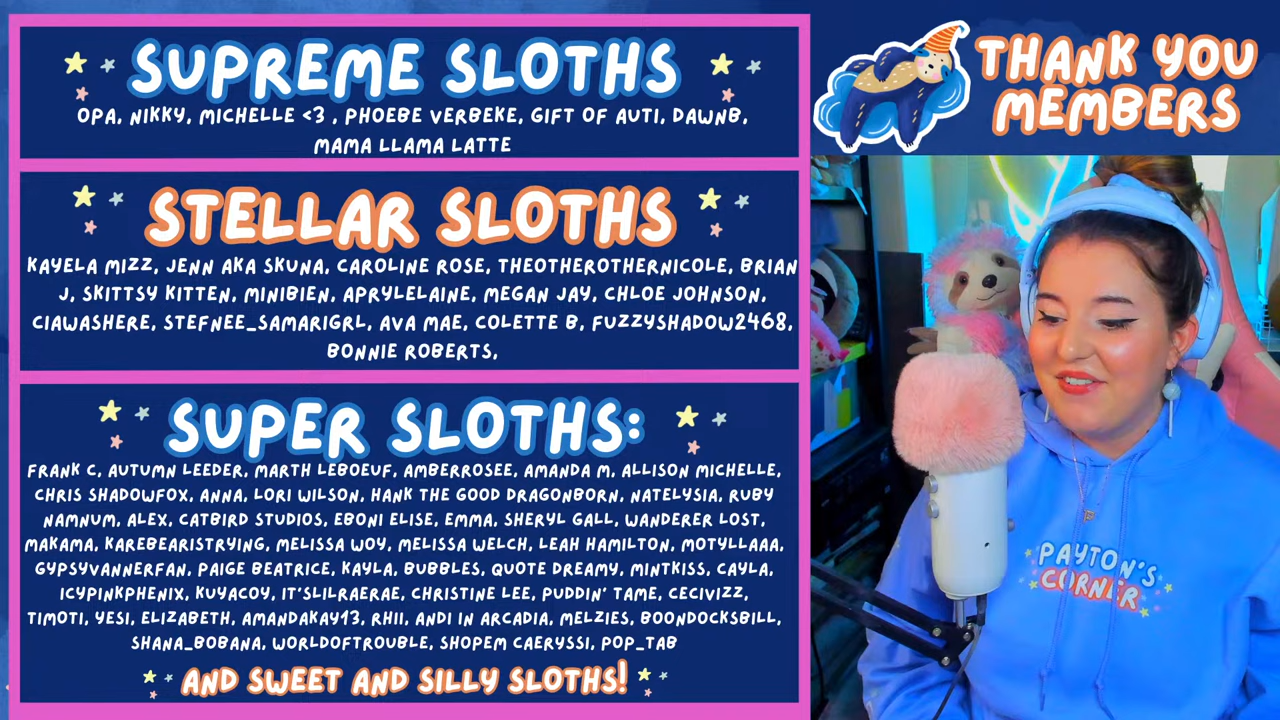 SUPREME SLOTHS
OPA, NIKKY, MICHELLE <3 , PHOEBE VERBEKE, GIFT OF AUTI, DAWNB,
MAMA LLAMA LATTE
STELLAR SLOTHS
KAYELA MIZZ, JENN AKA SKUNA, CAROLINE ROSE, THEOTHEROTHERNICOLE, BRIAN
J, SKITTSY KITTEN, MINIBIEN, APRYLELAINE, MEGAN JAY, CHLOE JOHNSON,
CIAWASHERE, STEFNEE_SAMARIGRL, AVA MAE, COLETTE B, FUZZYSHADOW2468,
BONNIE ROBERTS,
SUPER SLOTHS:
FRANK C, AUTUMN LEEDER, MARTH LEBOEUF, AMBERROSEE, AMANDA M, ALLISON MICHELLE,
CHRIS SHADOWFOX, ANNA, LORI WILSON, HANK THE GOOD DRAGONBORN, NATELYSIA, RUBY
NAMNUM, ALEX, CATBIRD STUDIOS, EBONI ELISE, EMMA, SHERYL GALL, WANDERER LOST,
MAKAMA, KAREBEARISTRYING, MELISSA WOY, MELISSA WELCH, LEAH HAMILTON, MOTYLLAAA,
GYPSYVANNERFAN, PAIGE BEATRICE, KAYLA, BUBBLES, QUOTE DREAMY, MINTKISS, CAYLA,
ICYPINKPHENIX, KUYACOY, IT'SLILRAERAE, CHRISTINE LEE, PUDDIN' TAME, CECIVIZZ,
TIMOTI, YESI, ELIZABETH, AMANDAKAY13, RHII, ANDI IN ARCADIA, MELZIES, BOONDOCKSBILL,
SHANA_BOBANA, WORLDOFTROUBLE, SHOPEM CAERYSSI, POP_TAB
AND SWEET AND SILLY SLOTHS!
THANK YOU
MEMBERS
PAYTON'S
CORNER